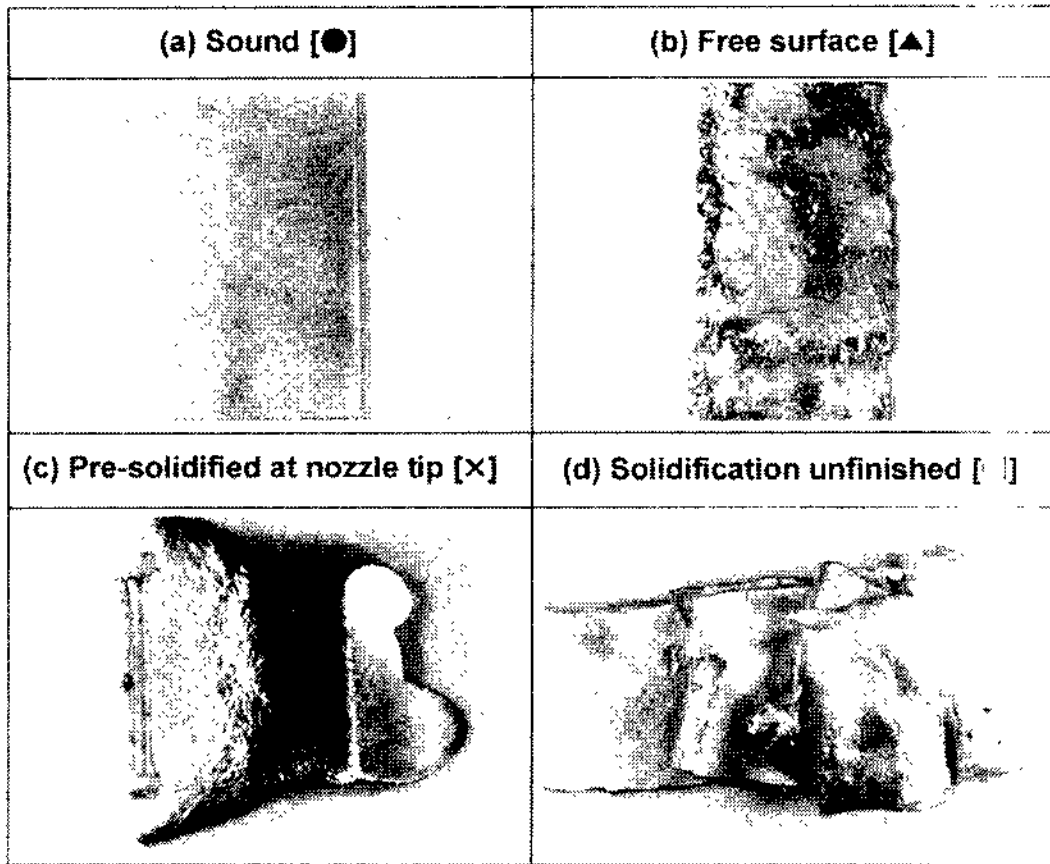 (a) Sound [●]
(b) Free surface [▲]
(c) Pre-solidified at nozzle tip [×]
(d) Solidification unfinished [ ]